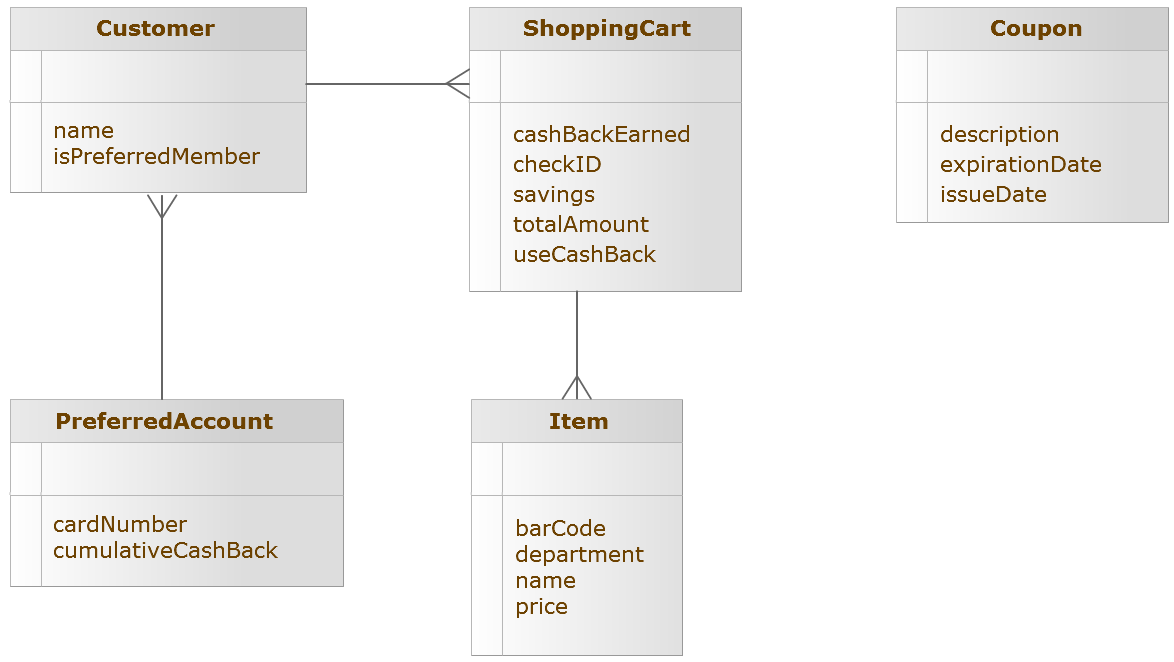 Customer
name
isPreferredMember
ShoppingCart
cashBackEarned
checkID
savings
totalAmount
useCashBack
Coupon
description
expirationDate
issueDate
PreferredAccount
cardNumber
cumulativeCashBack
Item
barCode
department
name
price